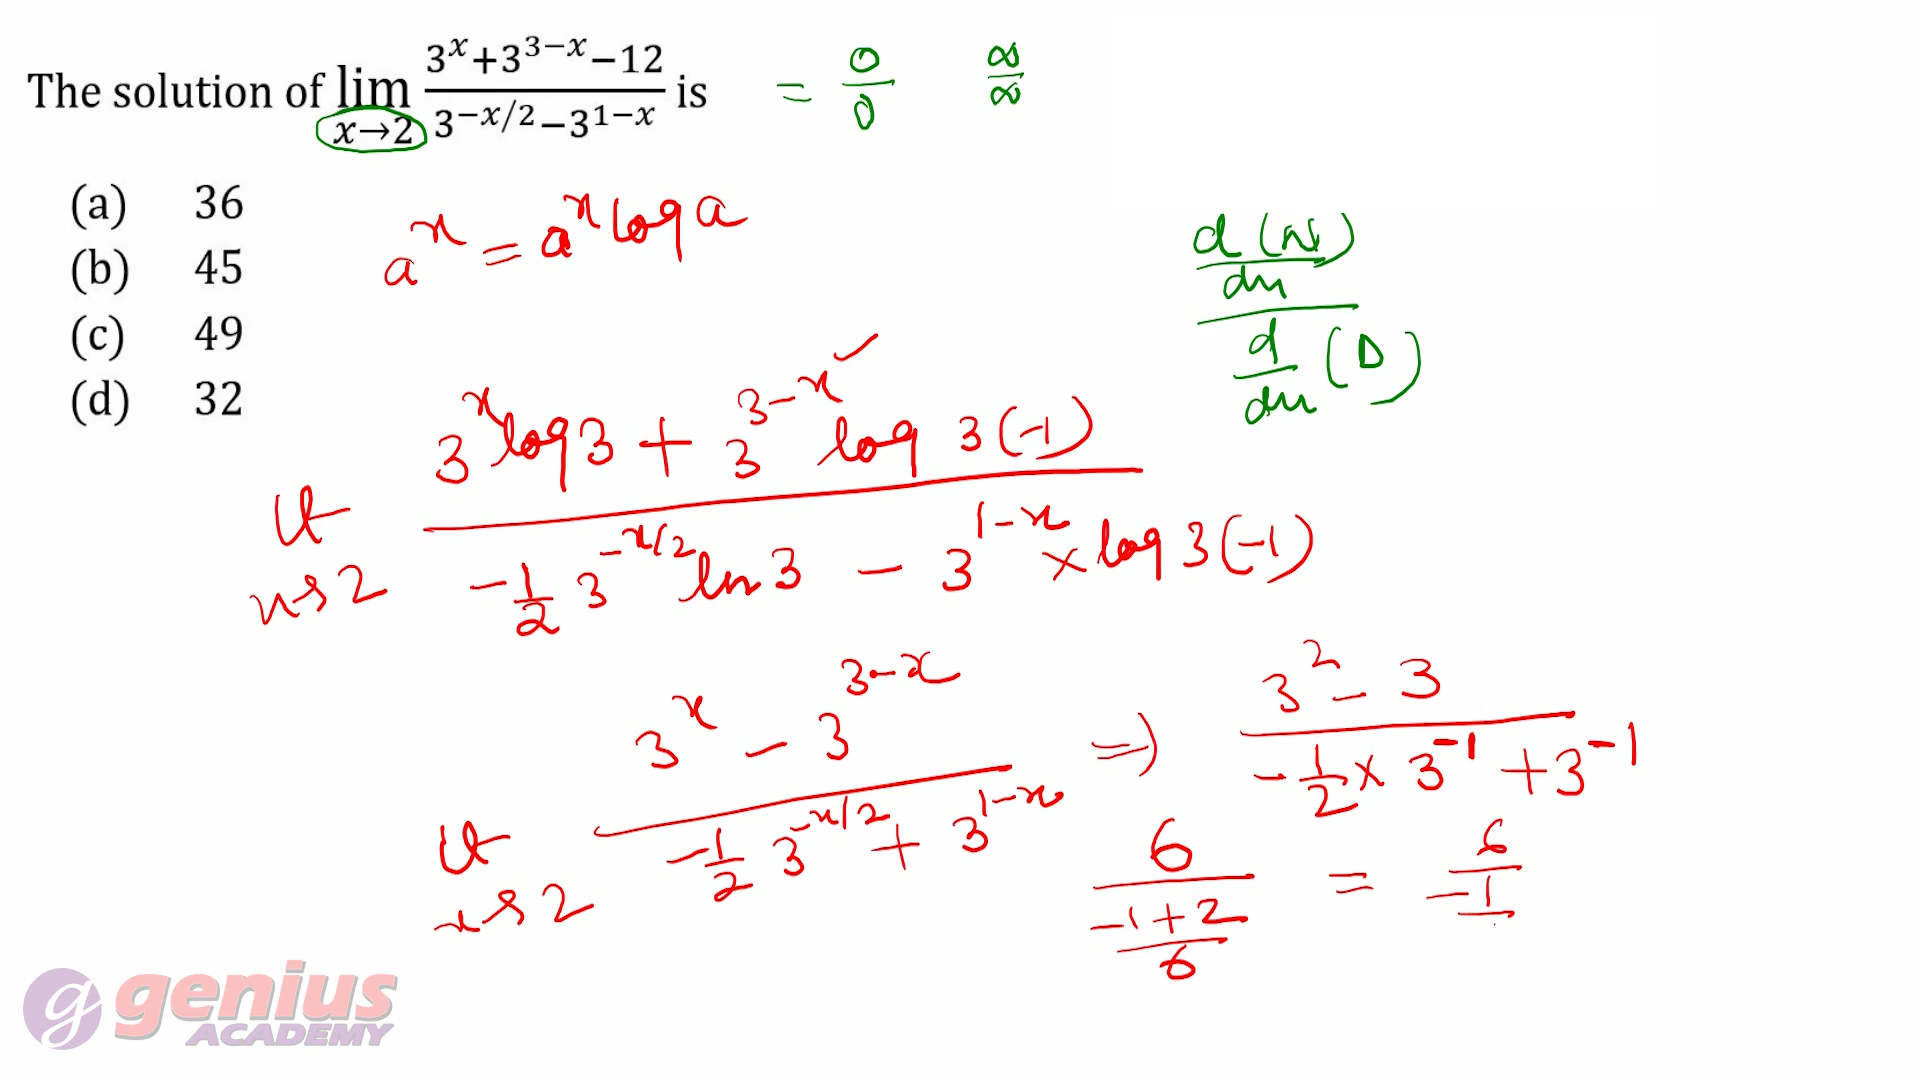 The solution of lim x→2 (3^x+3^(3−x)−12)/(3^(−x/2)−3^(1−x)) is = 0/0 ∞/∞
(a) 36
(b) 45
(c) 49
(d) 32
a^x = a^x log a
d/dx (N) / d/dx (D)
lt x→2 (3^x log 3 + 3^(3−x) log 3(−1)) / (−1/2 3^(−x/2) ln 3 − 3^(1−x) × log 3(−1))
lt x→2 (3^x − 3^(3−x)) / (−1/2 3^(−x/2) + 3^(1−x)) ⇒ (3^2 − 3) / (−1/2 × 3^(−1) + 3^(−1))
6 / ((−1+2)/6) = 6/−1
genius
ACADEMY